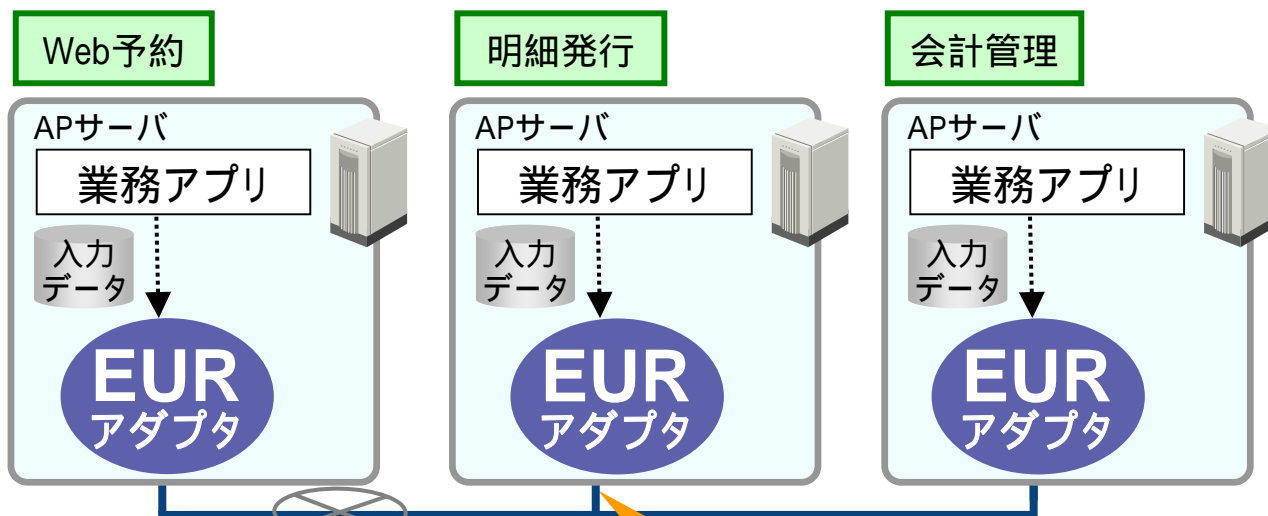 Web予約
APサーバ
業務アプリ
入力
データ
EUR
アダプタ
明細発行
APサーバ
業務アプリ
入力
データ
EUR
アダプタ
会計管理
APサーバ
業務アプリ
入力
データ
EUR
アダプタ